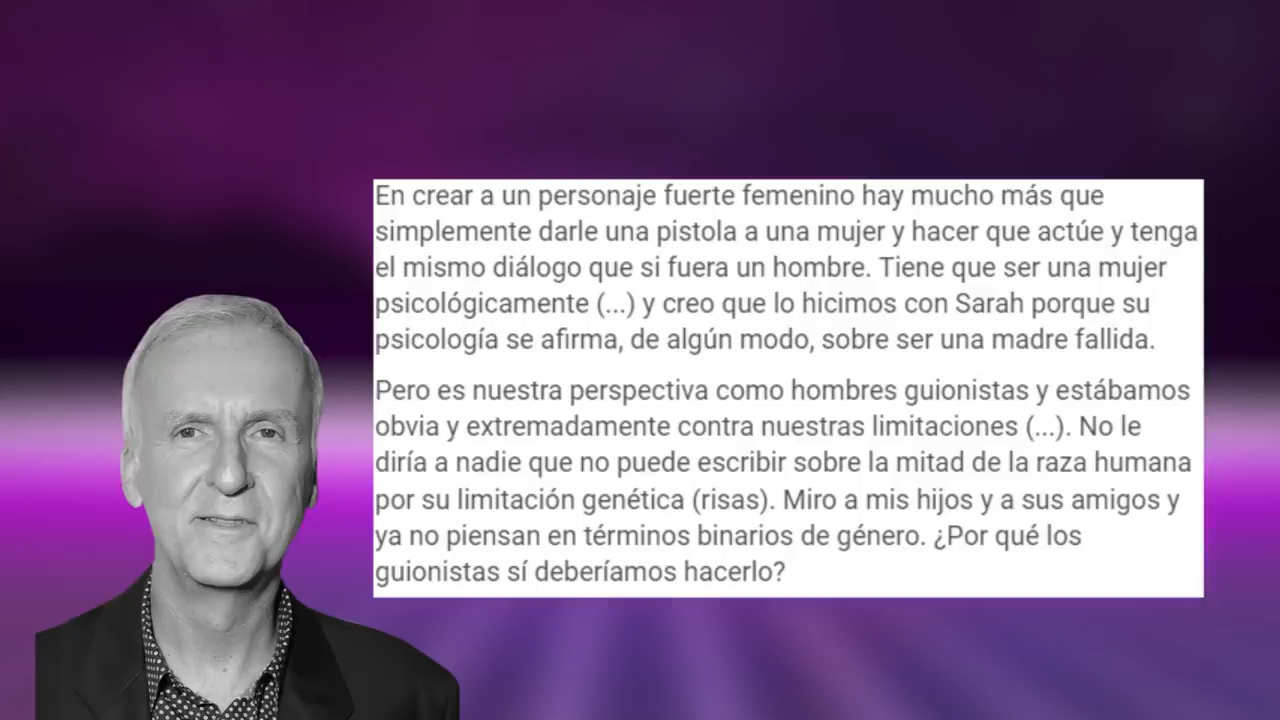 En crear a un personaje fuerte femenino hay mucho más que
simplemente darle una pistola a una mujer y hacer que actúe y tenga
el mismo diálogo que si fuera un hombre. Tiene que ser una mujer
psicológicamente (...) y creo que lo hicimos con Sarah porque su
psicología se afirma, de algún modo, sobre ser una madre fallida.
Pero es nuestra perspectiva como hombres guionistas y estábamos
obvia y extremadamente contra nuestras limitaciones (...). No le
diría a nadie que no puede escribir sobre la mitad de la raza humana
por su limitación genética (risas). Miro a mis hijos y a sus amigos y
ya no piensan en términos binarios de género. ¿Por qué los
guionistas sí deberíamos hacerlo?